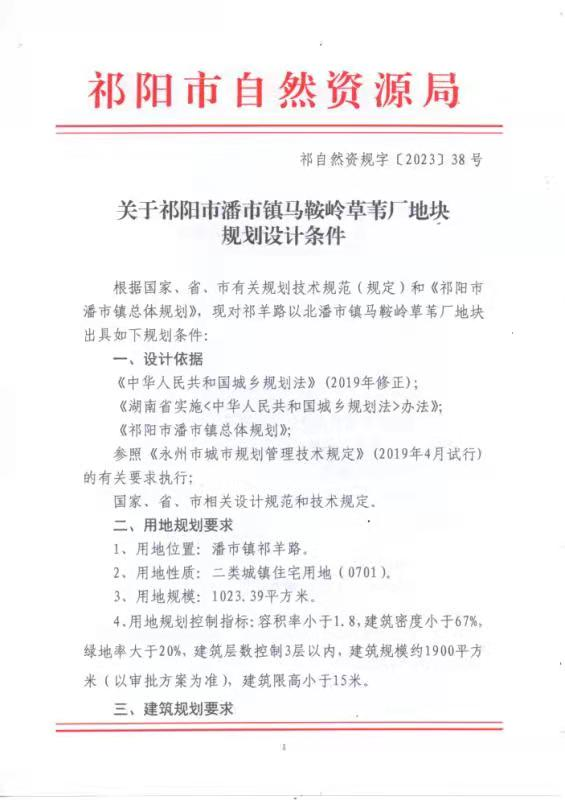 祁阳市自然资源局
祁自然资规字〔2023〕38号
关于祁阳市潘市镇马鞍岭草苇厂地块
规划设计条件
根据国家、省、市有关规划技术规范（规定）和《祁阳市
潘市镇总体规划》，现对祁羊路以北潘市镇马鞍岭草苇厂地块
出具如下规划条件：
一、设计依据
《中华人民共和国城乡规划法》（2019年修正）；
《湖南省实施<中华人民共和国城乡规划法>办法》；
《祁阳市潘市镇总体规划》；
参照《永州市城市规划管理技术规定》（2019年4月试行）
的有关要求执行；
国家、省、市相关设计规范和技术规定。
二、用地规划要求
1、用地位置：潘市镇祁羊路。
2、用地性质：二类城镇住宅用地（0701）。
3、用地规模：1023.39平方米。
4、用地规划控制指标：容积率小于1.8，建筑密度小于67%，
绿地率大于20%，建筑层数控制3层以内，建筑规模约1900平方
米（以审批方案为准），建筑限高小于15米。
三、建筑规划要求
1